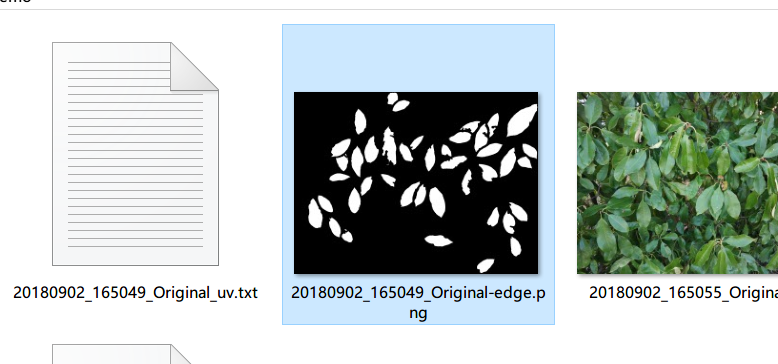 emo
20180902_165049_Original_uv.txt
20180902_165049_Original-edge.p
ng
20180902_165055_Origina